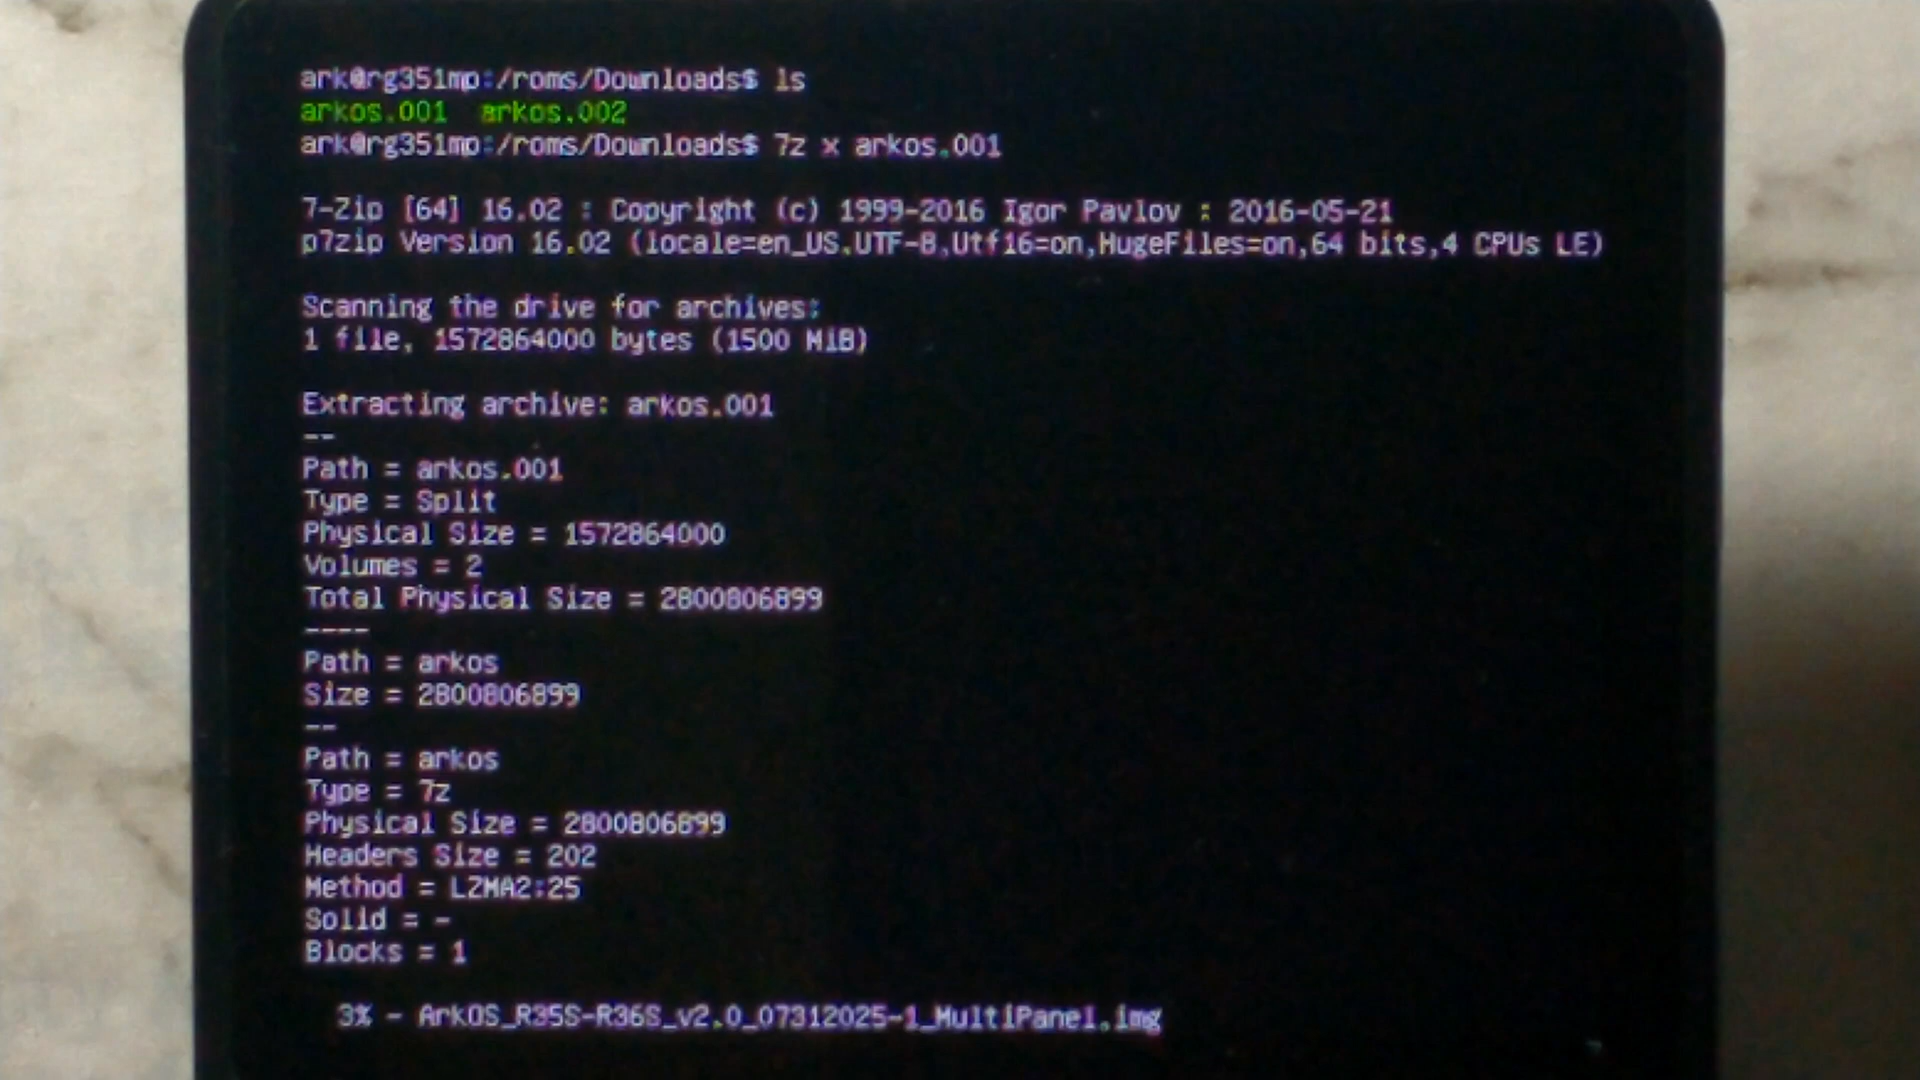 ark@rg351mp:/roms/Downloads$ ls
arkos.001  arkos.002
ark@rg351mp:/roms/Downloads$ 7z x arkos.001
7-Zip [64] 16.02 : Copyright (c) 1999-2016 Igor Pavlov : 2016-05-21
p7zip Version 16.02 (locale=en_US.UTF-8,Utf16=on,HugeFiles=on,64 bits,4 CPUs LE)
Scanning the drive for archives:
1 file, 1572864000 bytes (1500 MiB)
Extracting archive: arkos.001
--
Path = arkos.001
Type = Split
Physical Size = 1572864000
Volumes = 2
Total Physical Size = 2800806899
----
Path = arkos
Size = 2800806899
--
Path = arkos
Type = 7z
Physical Size = 2800806899
Headers Size = 202
Method = LZMA2:25
Solid = -
Blocks = 1
3% - ArkOS_R35S-R36S_v2.0_07312025-1_MultiPanel.img